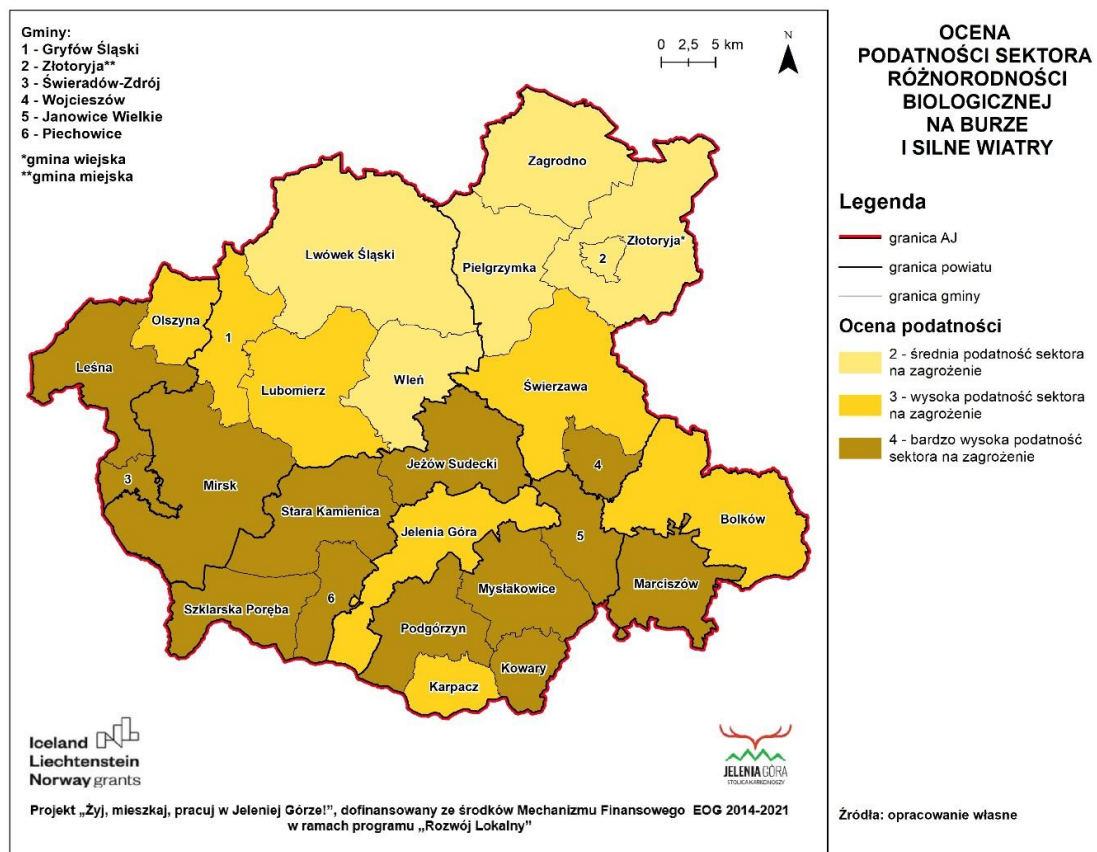 Gminy:
1 - Gryfów Śląski
2 - Złotoryja**
3 - Świeradów-Zdrój
4 - Wojcieszów
5 - Janowice Wielkie
6 - Piechowice
*gmina wiejska
**gmina miejska
0 2,5 5 km
N
Zagrodno
Złotoryja*
2
Pielgrzymka
Lwówek Śląski
Olszyna
1
Leśna
Lubomierz
Wleń
Świerzawa
Jeżów Sudecki
4
3
Mirsk
Stara Kamienica
Jelenia Góra
5
Bolków
Marciszów
Mysłakowice
6
Szklarska Poręba
Podgórzyn
Kowary
Karpacz
Iceland
Liechtenstein
Norway grants
JELENIA GÓRA
STOLICA KARKONOSZY
Projekt „Żyj, mieszkaj, pracuj w Jeleniej Górze!”, dofinansowany ze środków Mechanizmu Finansowego EOG 2014-2021
w ramach programu „Rozwój Lokalny”
OCENA
PODATNOŚCI SEKTORA
RÓŻNORODNOŚCI
BIOLOGICZNEJ
NA BURZE
I SILNE WIATRY
Legenda
granica AJ
granica powiatu
granica gminy
Ocena podatności
2 - średnia podatność sektora
na zagrożenie
3 - wysoka podatność sektora
na zagrożenie
4 - bardzo wysoka podatność
sektora na zagrożenie
Źródła: opracowanie własne